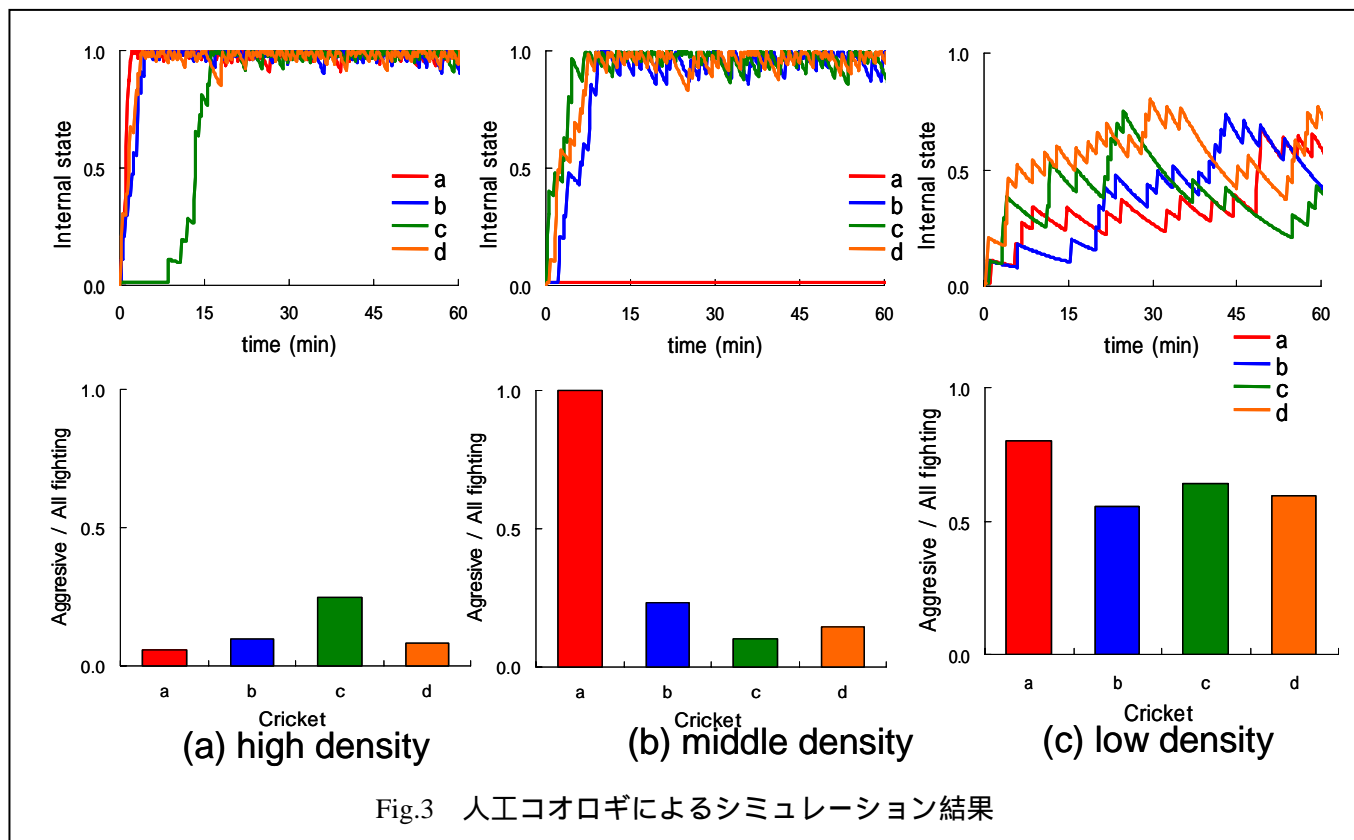 1.0
0.5
0.0
Internal state
a
b
c
d
0 15 30 45 60
time (min)
1.0
0.5
0.0
Internal state
a
b
c
d
0 15 30 45 60
time (min)
1.0
0.5
0.0
Internal state
0 15 30 45 60
time (min)
a
b
c
d
1.0
0.5
0.0
Aggresive / All fighting
a b c d
Cricket
(a) high density
1.0
0.5
0.0
Agresive / All fighting
a b c d
Cricket
(b) middle density
1.0
0.5
0.0
Aggresive / All fighting
a b c d
Cricket
(c) low density
Fig.3 人工コオロギによるシミュレーション結果